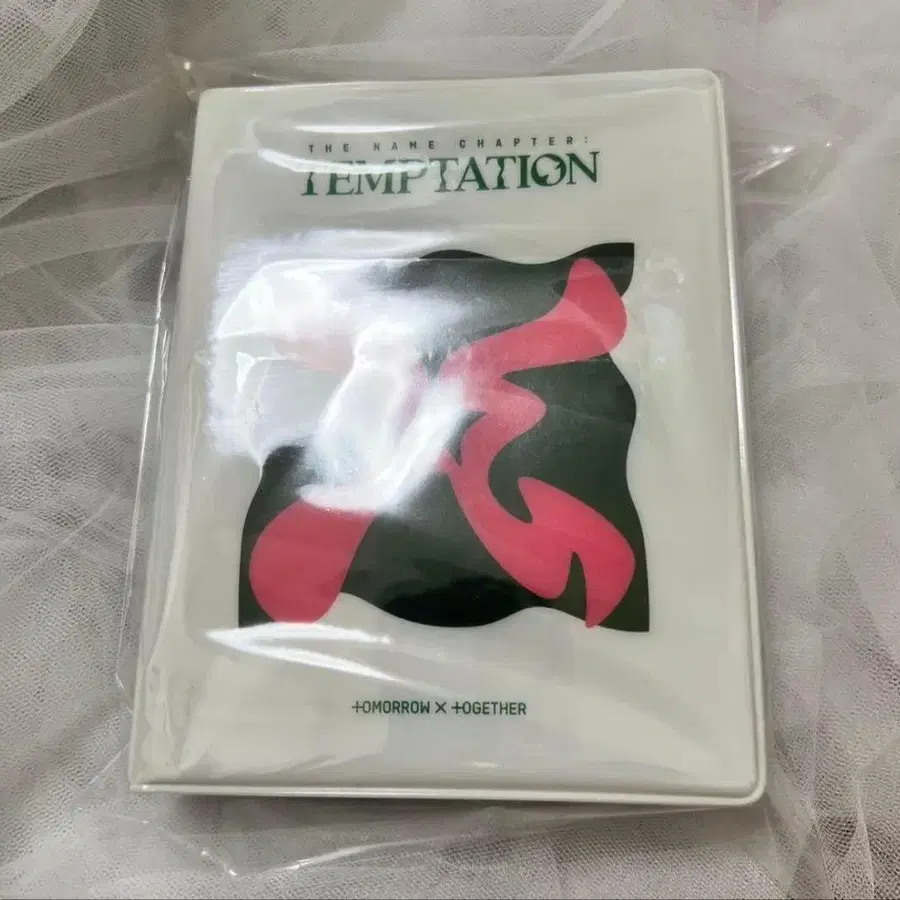 THE NAME CHAPTER:
TEMPTATION
TOMORROW X TOGETHER